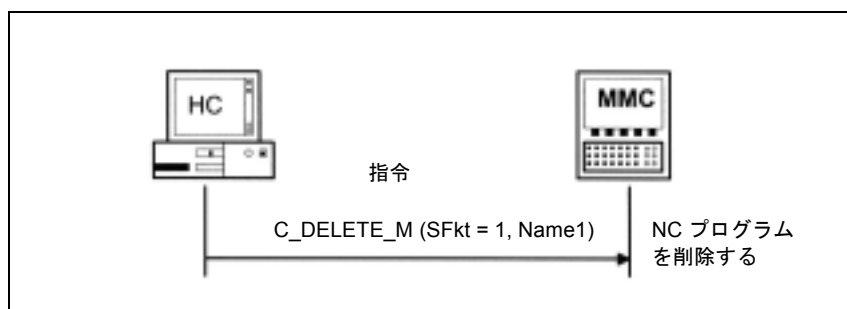 HC
MMC
指令
C_DELETE_M (SFkt = 1, Name1)
NC プログラム
を削除する